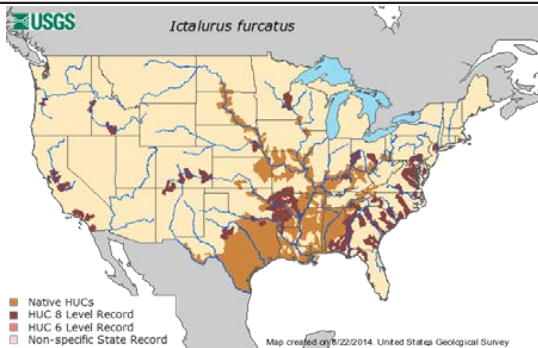 USGS
Ictalurus furcatus
Native HUCs
HUC 8 Level Record
HUC 6 Level Record
Non-specific State Record
Map created on 8/22/2014. United States Geological Survey